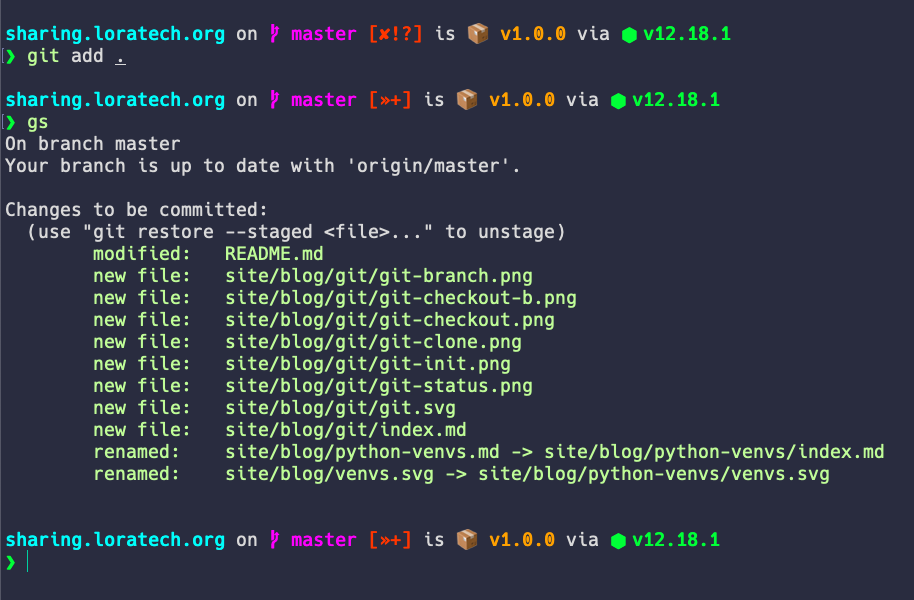 sharing.loratech.org on master [✘!?] is 📦 v1.0.0 via ⬢ v12.18.1
❯ git add .
sharing.loratech.org on master [»+] is 📦 v1.0.0 via ⬢ v12.18.1
❯ gs
On branch master
Your branch is up to date with 'origin/master'.
Changes to be committed:
  (use "git restore --staged <file>..." to unstage)
        modified:   README.md
        new file:   site/blog/git/git-branch.png
        new file:   site/blog/git/git-checkout-b.png
        new file:   site/blog/git/git-checkout.png
        new file:   site/blog/git/git-clone.png
        new file:   site/blog/git/git-init.png
        new file:   site/blog/git/git-status.png
        new file:   site/blog/git/git.svg
        new file:   site/blog/git/index.md
        renamed:    site/blog/python-venvs.md -> site/blog/python-venvs/index.md
        renamed:    site/blog/venvs.svg -> site/blog/python-venvs/venvs.svg
sharing.loratech.org on master [»+] is 📦 v1.0.0 via ⬢ v12.18.1
❯